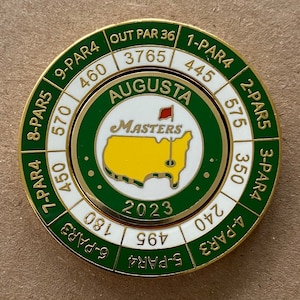 OUT PAR 36
3765
1-PAR4
445
2-PAR5
575
3-PAR4
350
4-PAR3
240
5-PAR4
495
6-PAR3
180
7-PAR4
450
8-PAR5
570
9-PAR4
460
AUGUSTA
MASTERS
2023